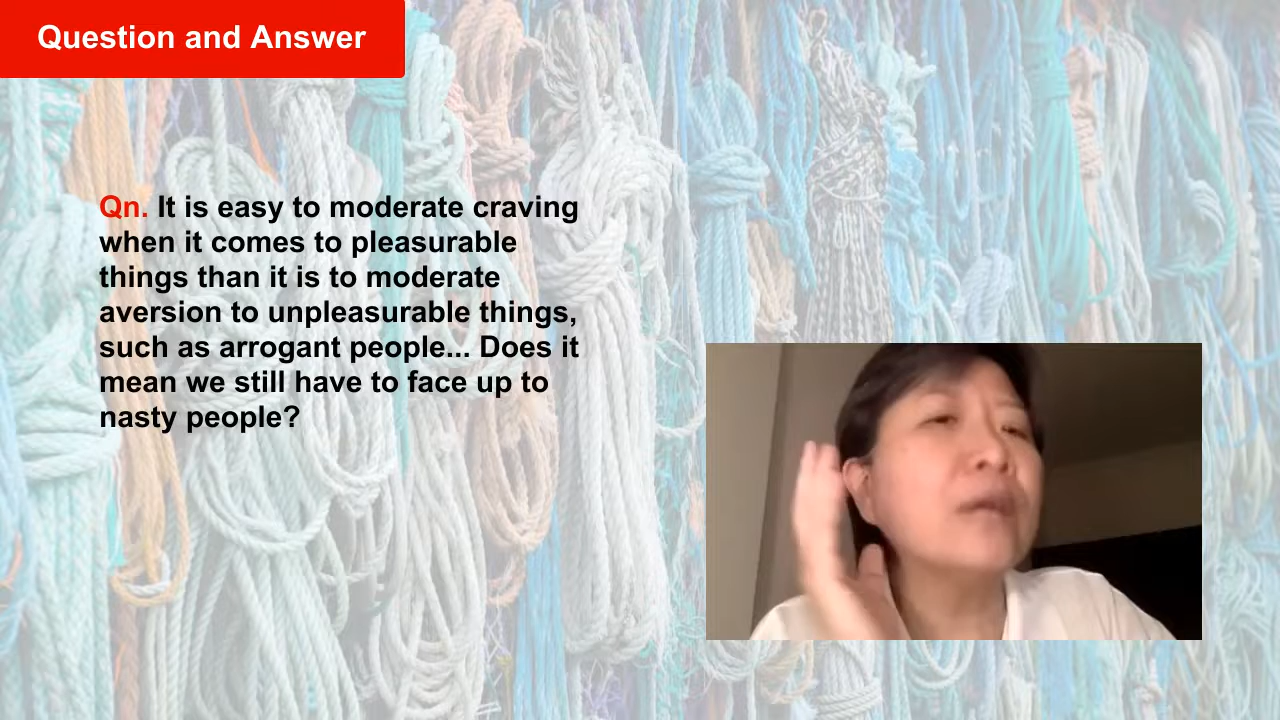 Question and Answer
Qn. It is easy to moderate craving
when it comes to pleasurable
things than it is to moderate
aversion to unpleasurable things,
such as arrogant people... Does it
mean we still have to face up to
nasty people?